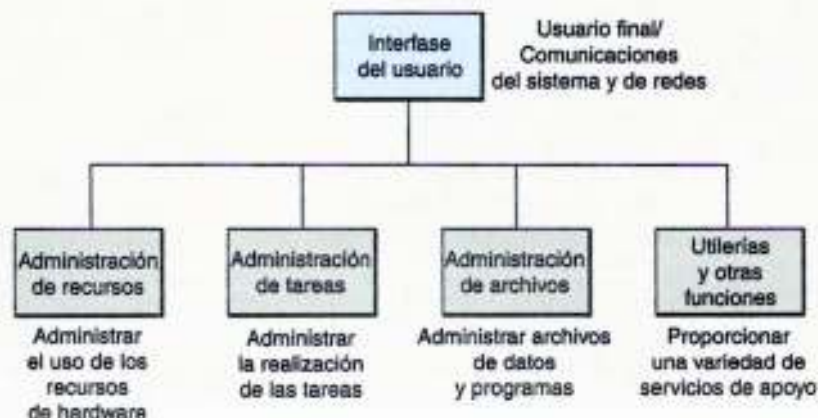 Interfase
del usuario
Usuario final/
Comunicaciones
del sistema y de redes
Administración
de recursos
Administrar
el uso de los
recursos
de hardware
Administración
de tareas
Administrar
la realización
de las tareas
Administración
de archivos
Administrar archivos
de datos
y programas
Utilerías
y otras
funciones
Proporcionar
una variedad de
servicios de apoyo